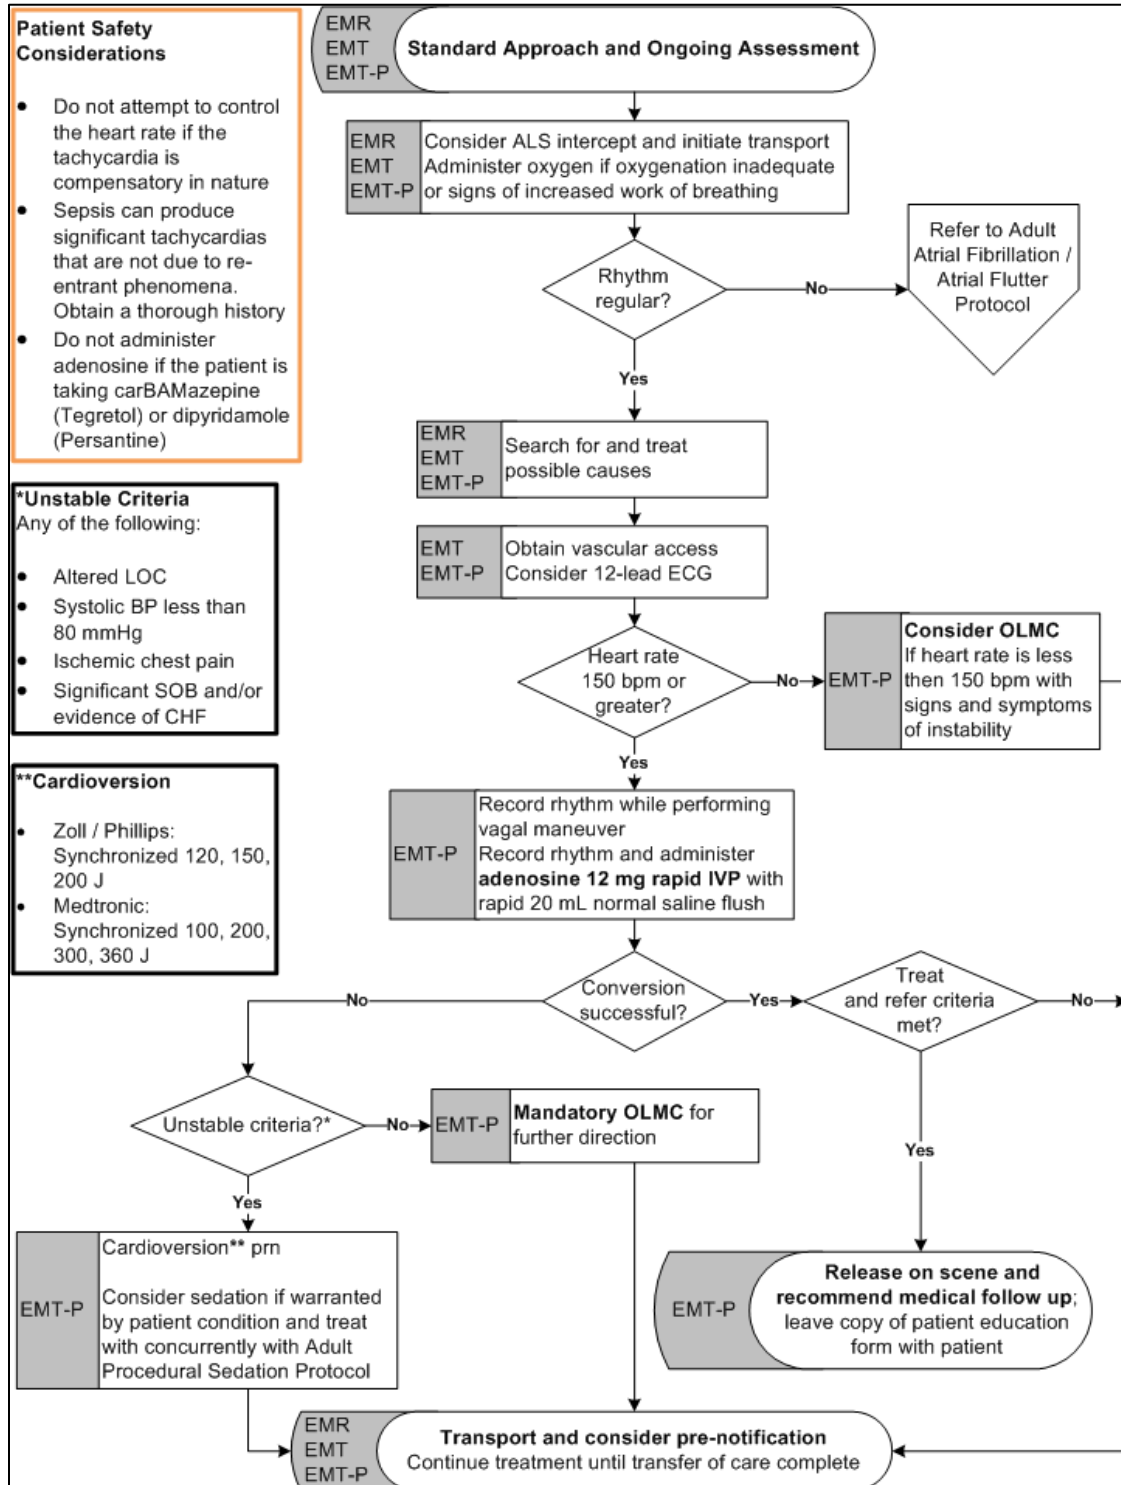 Patient Safety
Considerations
● Do not attempt to control
the heart rate if the
tachycardia is
compensatory in nature
● Sepsis can produce
significant tachycardias
that are not due to re-
entrant phenomena.
Obtain a thorough history
● Do not administer
adenosine if the patient is
taking carBAMazepine
(Tegretol) or dipyridamole
(Persantine)
*Unstable Criteria
Any of the following:
● Altered LOC
● Systolic BP less than
80 mmHg
● Ischemic chest pain
● Significant SOB and/or
evidence of CHF
**Cardioversion
● Zoll / Phillips:
Synchronized 120, 150,
200 J
● Medtronic:
Synchronized 100, 200,
300, 360 J
EMR
EMT
EMT-P
Standard Approach and Ongoing Assessment
EMR
EMT
EMT-P
Consider ALS intercept and initiate transport
Administer oxygen if oxygenation inadequate
or signs of increased work of breathing
Rhythm
regular?
No
Refer to Adult
Atrial Fibrillation /
Atrial Flutter
Protocol
Yes
EMR
EMT
EMT-P
Search for and treat
possible causes
EMT
EMT-P
Obtain vascular access
Consider 12-lead ECG
Heart rate
150 bpm or
greater?
No
EMT-P
Consider OLMC
If heart rate is less
then 150 bpm with
signs and symptoms
of instability
Yes
EMT-P
Record rhythm while performing
vagal maneuver
Record rhythm and administer
adenosine 12 mg rapid IVP with
rapid 20 mL normal saline flush
Conversion
successful?
No
Yes
Treat
and refer criteria
met?
No
Unstable criteria?*
No
EMT-P
Mandatory OLMC for
further direction
Yes
Yes
EMT-P
Cardioversion** prn
Consider sedation if warranted
by patient condition and treat
with concurrently with Adult
Procedural Sedation Protocol
EMT-P
Release on scene and
recommend medical follow up;
leave copy of patient education
form with patient
EMR
EMT
EMT-P
Transport and consider pre-notification
Continue treatment until transfer of care complete